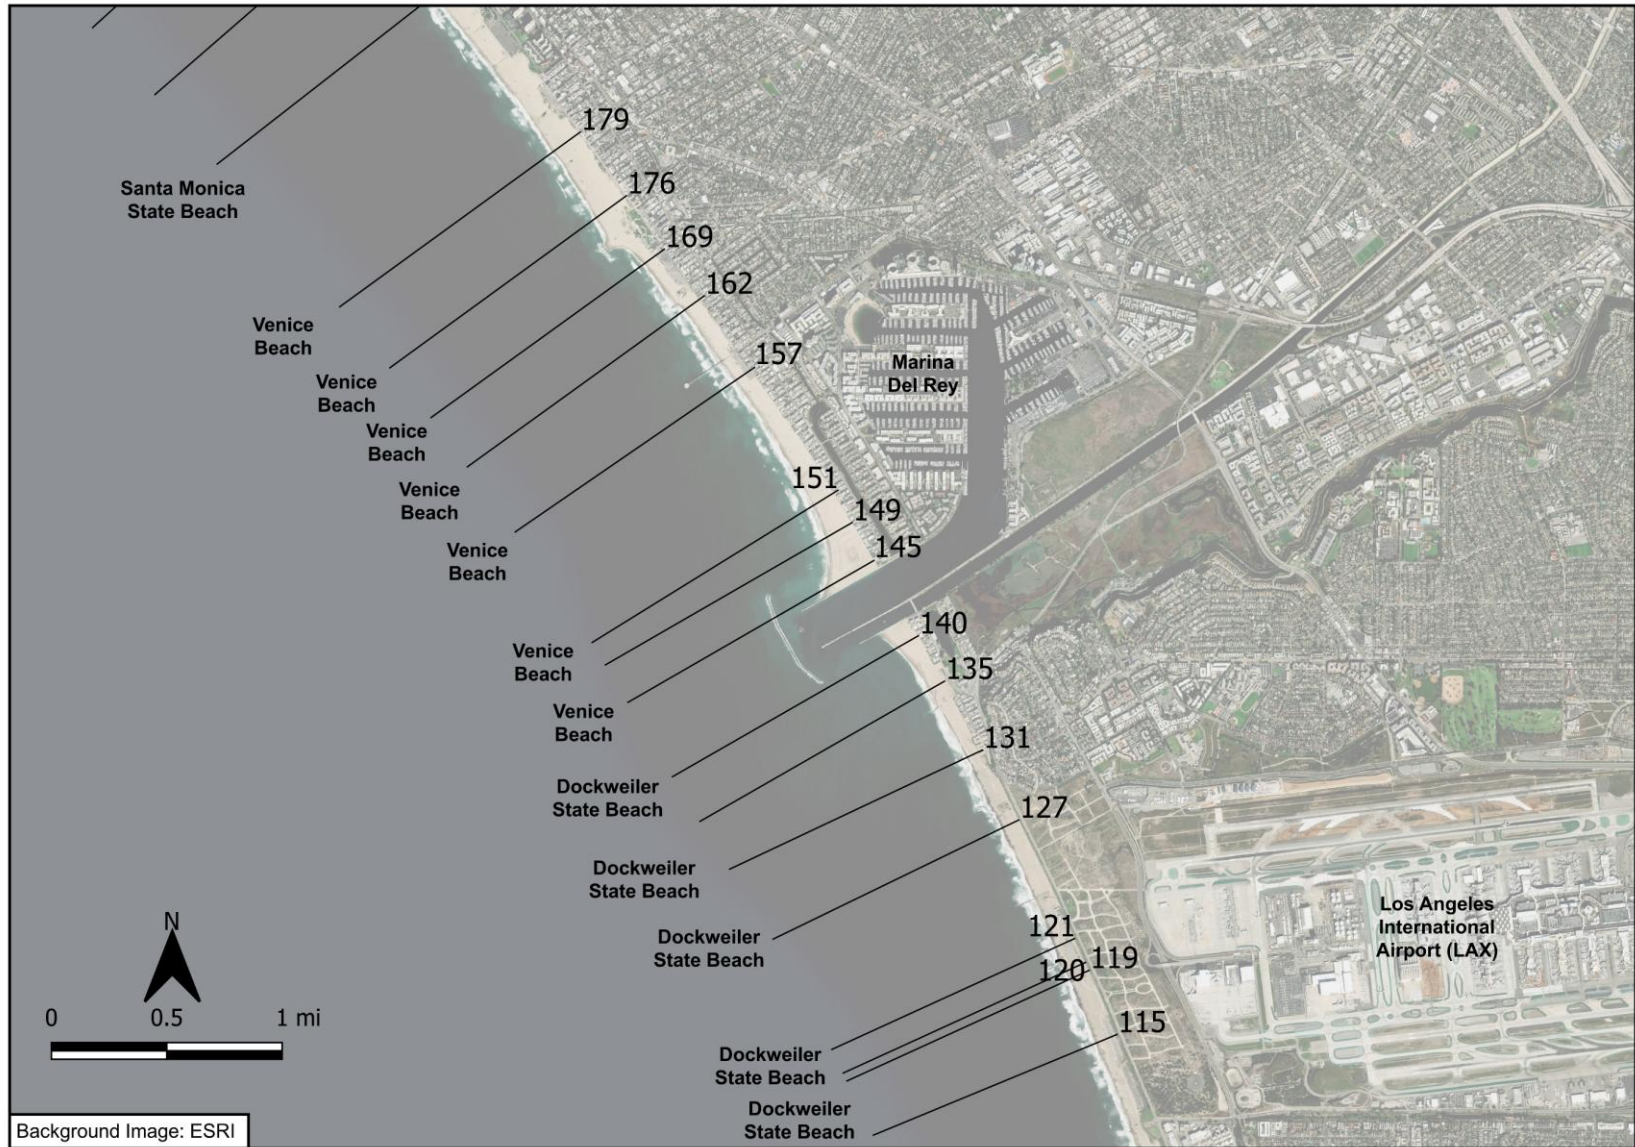 179
Santa Monica
State Beach
176
169
162
Venice
Beach
157
Marina
Del Rey
Venice
Beach
Venice
Beach
151
Venice
Beach
149
145
Venice
Beach
140
Venice
Beach
135
Venice
Beach
131
Dockweiler
State Beach
127
Dockweiler
State Beach
Los Angeles
International
Airport (LAX)
121
Dockweiler
State Beach
119
120
N
0 0.5 1 mi
115
Dockweiler
State Beach
Dockweiler
State Beach
Background Image: ESRI